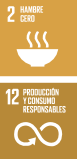 2 HAMBRE
CERO
12 PRODUCCIÓN
Y CONSUMO
RESPONSABLES